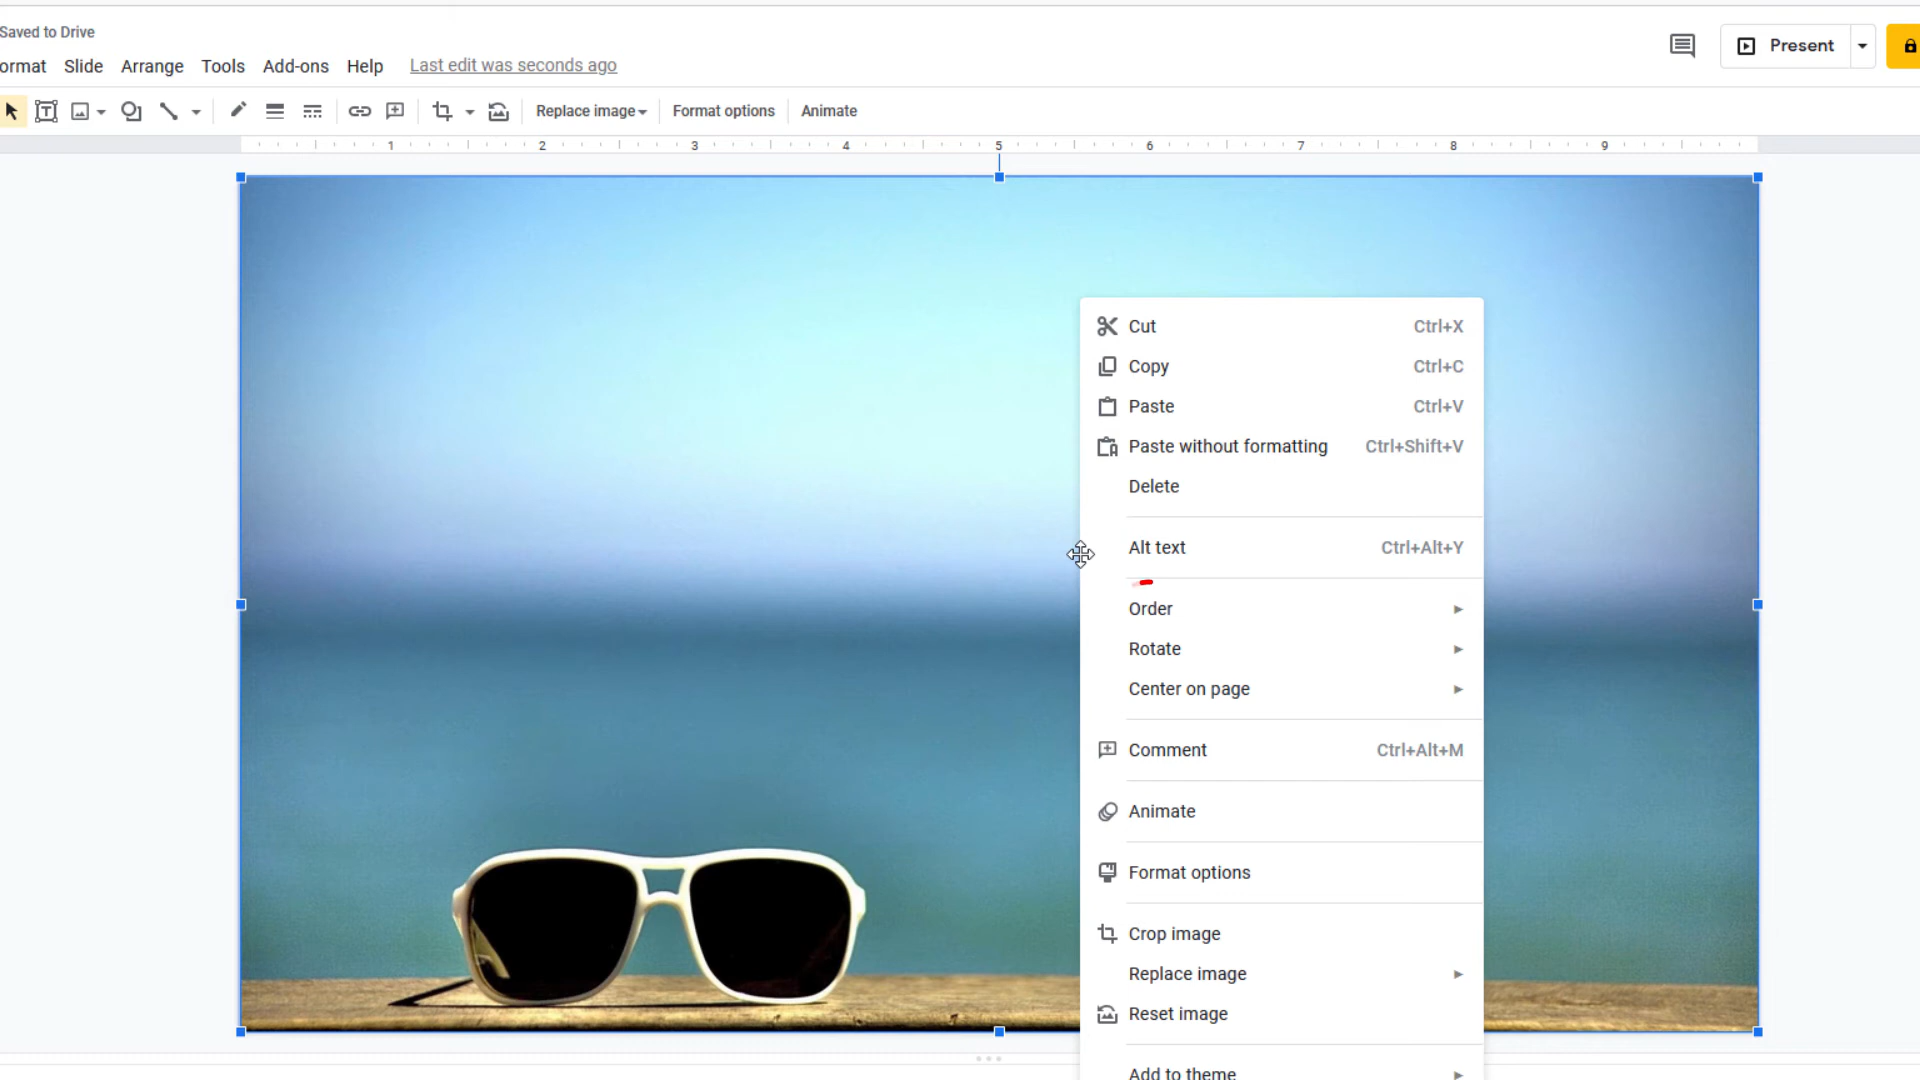 Saved to Drive
ormat Slide Arrange Tools Add-ons Help Last edit was seconds ago
Present
Replace image Format options Animate
1 2 3 4 5 6 7 8 9
Cut Ctrl+X
Copy Ctrl+C
Paste Ctrl+V
Paste without formatting Ctrl+Shift+V
Delete
Alt text Ctrl+Alt+Y
Order
Rotate
Center on page
Comment Ctrl+Alt+M
Animate
Format options
Crop image
Replace image
Reset image
Add to theme